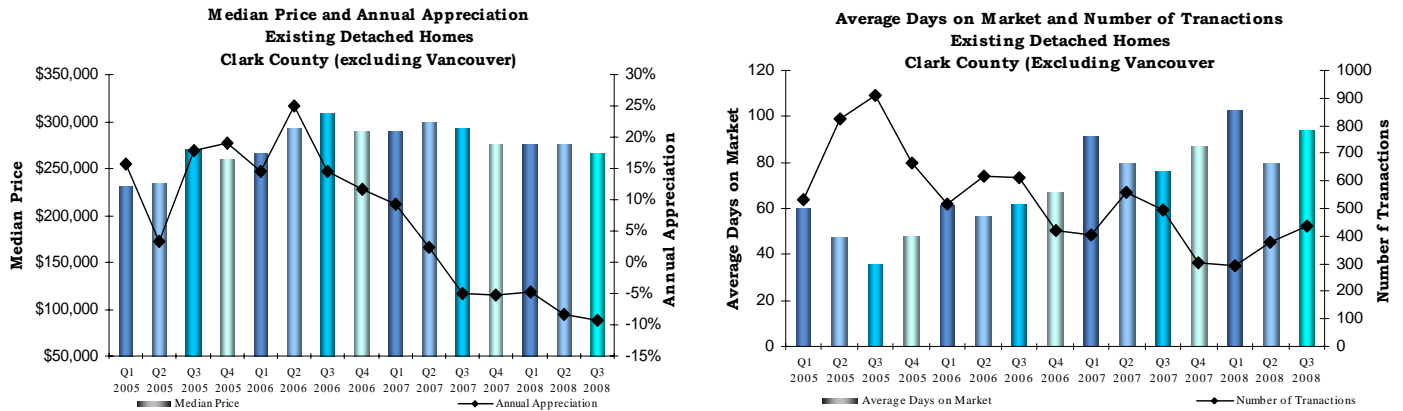 Median Price and Annual Appreciation
Existing Detached Homes
Clark County (excluding Vancouver)
$350,000
$300,000
$250,000
$200,000
$150,000
$100,000
$50,000
Median Price
30%
25%
20%
15%
10%
5%
0%
-5%
-10%
-15%
Annual Appreciation
Q1 Q2 Q3 Q4 Q1 Q2 Q3 Q4 Q1 Q2 Q3 Q4 Q1 Q2 Q3
2005 2005 2005 2005 2006 2006 2006 2006 2007 2007 2007 2007 2008 2008 2008
Median Price Annual Appreciation
Average Days on Market and Number of Tranactions
Existing Detached Homes
Clark County (Excluding Vancouver
120
100
80
60
40
20
0
Average Days on Market
1000
900
800
700
600
500
400
300
200
100
0
Number f Tranactions
Q1 Q2 Q3 Q4 Q1 Q2 Q3 Q4 Q1 Q2 Q3 Q4 Q1 Q2 Q3
2005 2005 2005 2005 2006 2006 2006 2006 2007 2007 2007 2007 2008 2008 2008
Average Days on Market Number of Tranactions